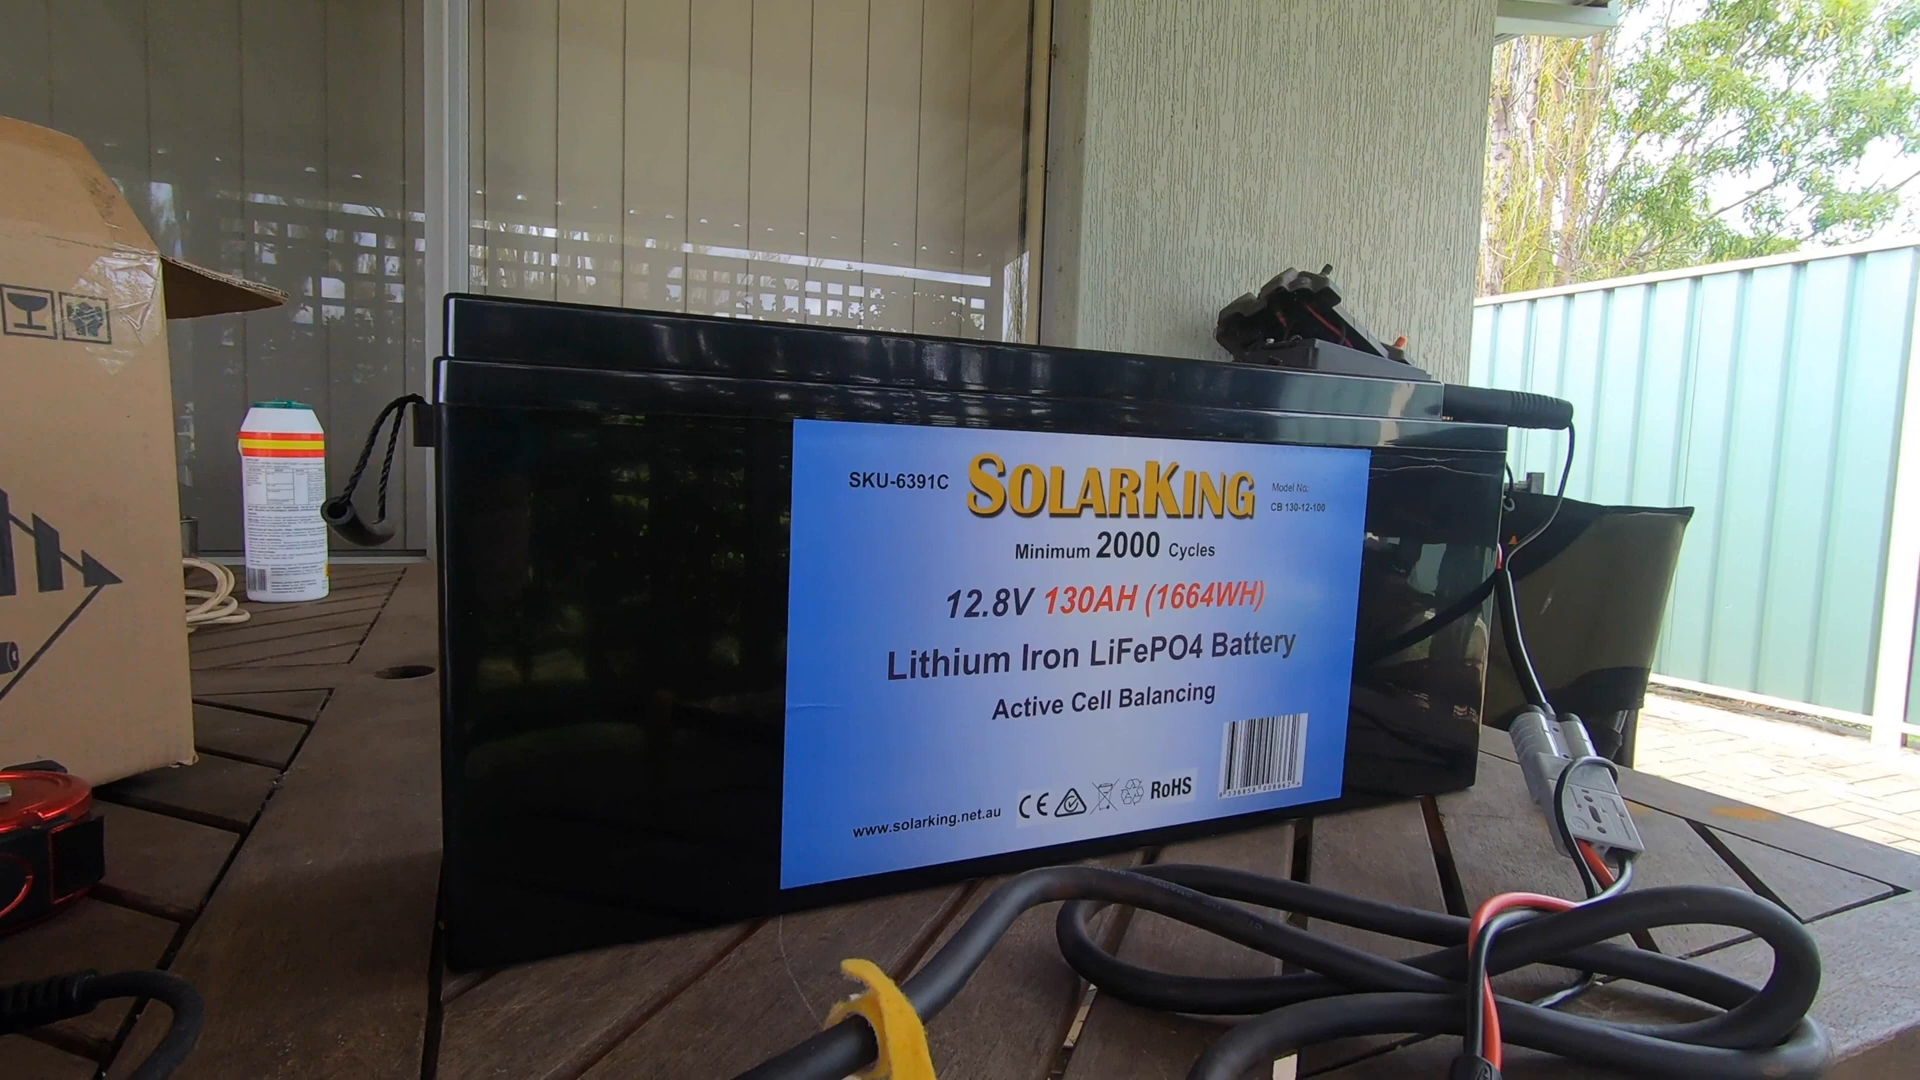 SKU-6391C
SOLARKING
Model No:
CB 130-12-100
Minimum 2000 Cycles
12.8V 130AH (1664WH)
Lithium Iron LiFePO4 Battery
Active Cell Balancing
www.solarking.net.au
CE
RoHS